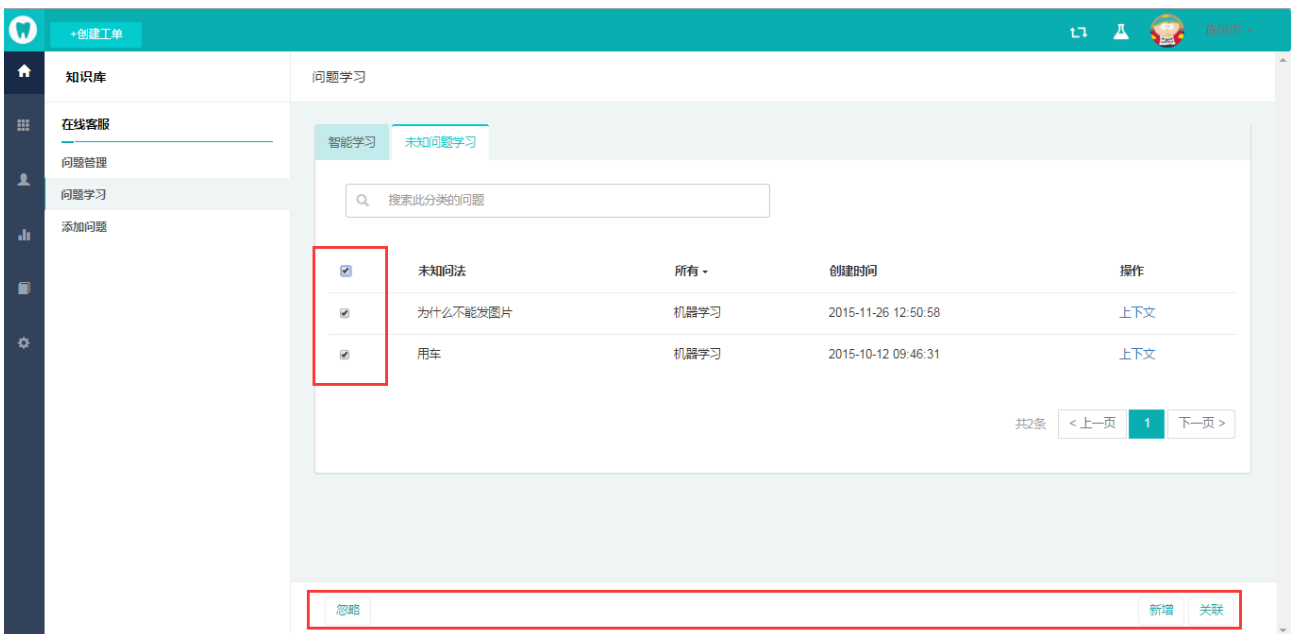 +创建工单
知识库
问题学习
在线客服
问题管理
问题学习
添加问题
智能学习 未知问题学习
搜索此分类的问题
未知问法 所有 创建时间 操作
为什么不能发图片 机器学习 2015-11-26 12:50:58 上下文
用车 机器学习 2015-10-12 09:46:31 上下文
共2条 <上一页 1 下一页>
忽略 新增 关联